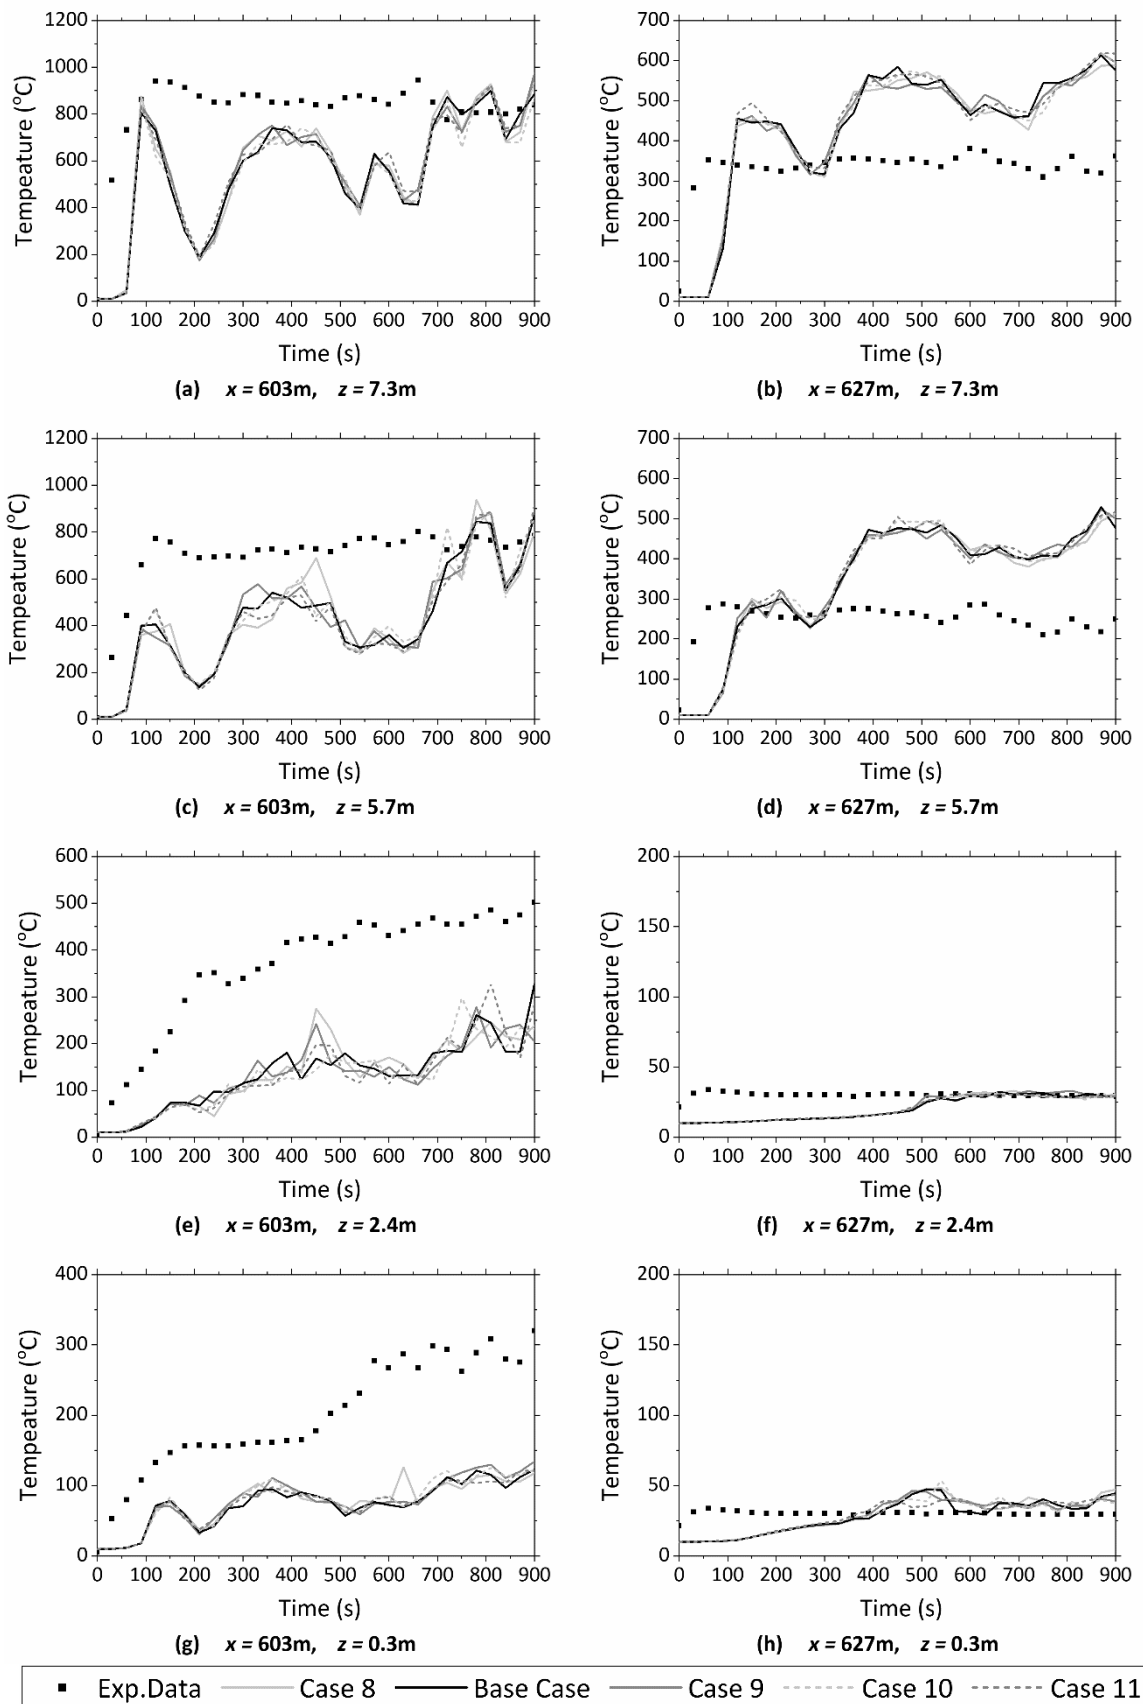 1200
1000
800
600
400
200
0
Tempeature (°C)
0 100 200 300 400 500 600 700 800 900
Time (s)
(a) x = 603m, z = 7.3m
700
600
500
400
300
200
100
0
Tempeature (°C)
0 100 200 300 400 500 600 700 800 900
Time (s)
(b) x = 627m, z = 7.3m
1200
1000
800
600
400
200
0
Tempeature (°C)
0 100 200 300 400 500 600 700 800 900
Time (s)
(c) x = 603m, z = 5.7m
700
600
500
400
300
200
100
0
Tempeature (°C)
0 100 200 300 400 500 600 700 800 900
Time (s)
(d) x = 627m, z = 5.7m
600
500
400
300
200
100
0
Tempeature (°C)
0 100 200 300 400 500 600 700 800 900
Time (s)
(e) x = 603m, z = 2.4m
200
150
100
50
0
Tempeature (°C)
0 100 200 300 400 500 600 700 800 900
Time (s)
(f) x = 627m, z = 2.4m
400
300
200
100
0
Tempeature (°C)
0 100 200 300 400 500 600 700 800 900
Time (s)
(g) x = 603m, z = 0.3m
200
150
100
50
0
Tempeature (°C)
0 100 200 300 400 500 600 700 800 900
Time (s)
(h) x = 627m, z = 0.3m
Exp.Data Case 8 Base Case Case 9 Case 10 Case 11